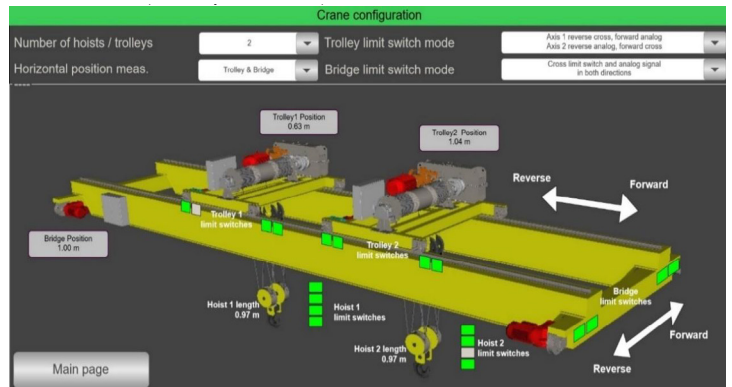 Crane configuration
Number of hoists / trolleys
2
Trolley limit switch mode
Axis 1 reverse cross, forward analog
Axis 2 reverse analog, forward cross
Horizontal position meas.
Trolley & Bridge
Bridge limit switch mode
Cross limit switch and analog signal
in both directions
Trolley1 Position
0.63 m
Trolley2 Position
1.04 m
Reverse
Forward
Trolley 1
limit switches
Trolley 2
limit switches
Bridge Position
1.00 m
Bridge
limit switches
Hoist 1 length
0.97 m
Hoist 1
limit switches
Hoist 2 length
0.97 m
Hoist 2
limit switches
Forward
Reverse
Main page